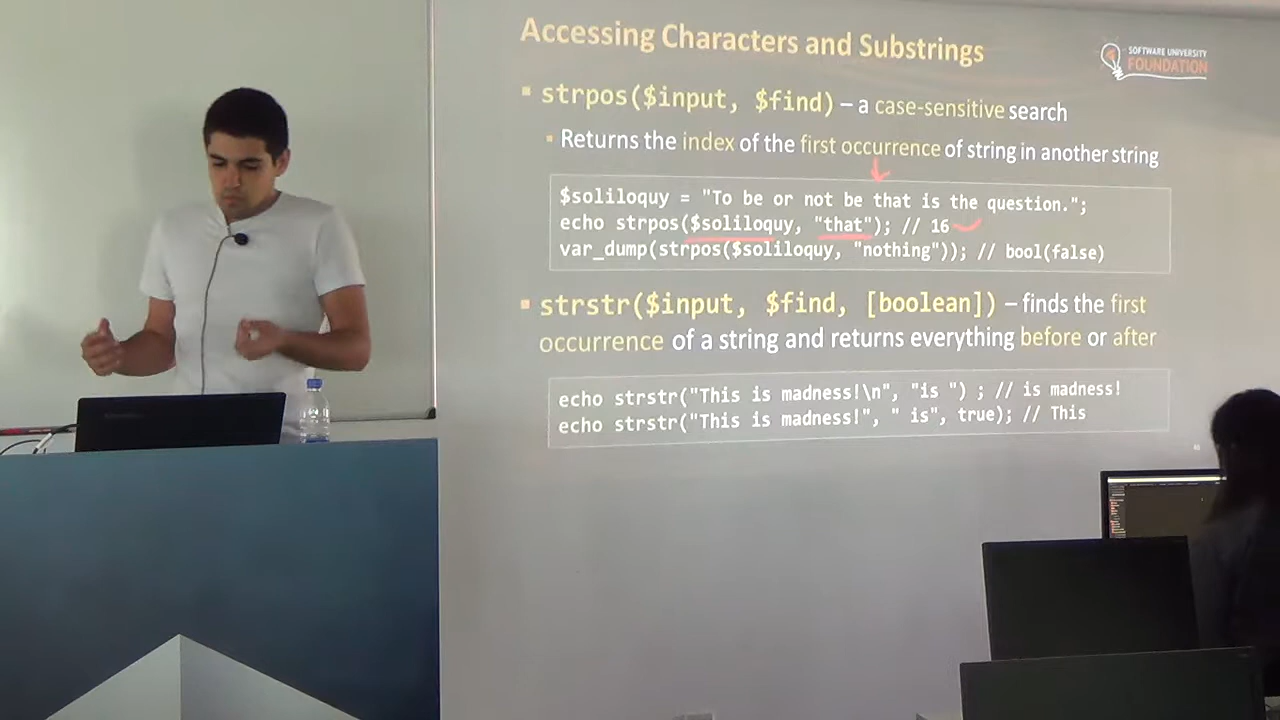 Accessing Characters and Substrings
SOFTWARE UNIVERSITY
FOUNDATION
strpos($input, $find) – a case-sensitive search
Returns the index of the first occurrence of string in another string
$soliloquy = "To be or not be that is the question.";
echo strpos($soliloquy, "that"); // 16
var_dump(strpos($soliloquy, "nothing")); // bool(false)
strstr($input, $find, [boolean]) – finds the first
occurrence of a string and returns everything before or after
echo strstr("This is madness!\n", "is ") ; // is madness!
echo strstr("This is madness!", " is", true); // This